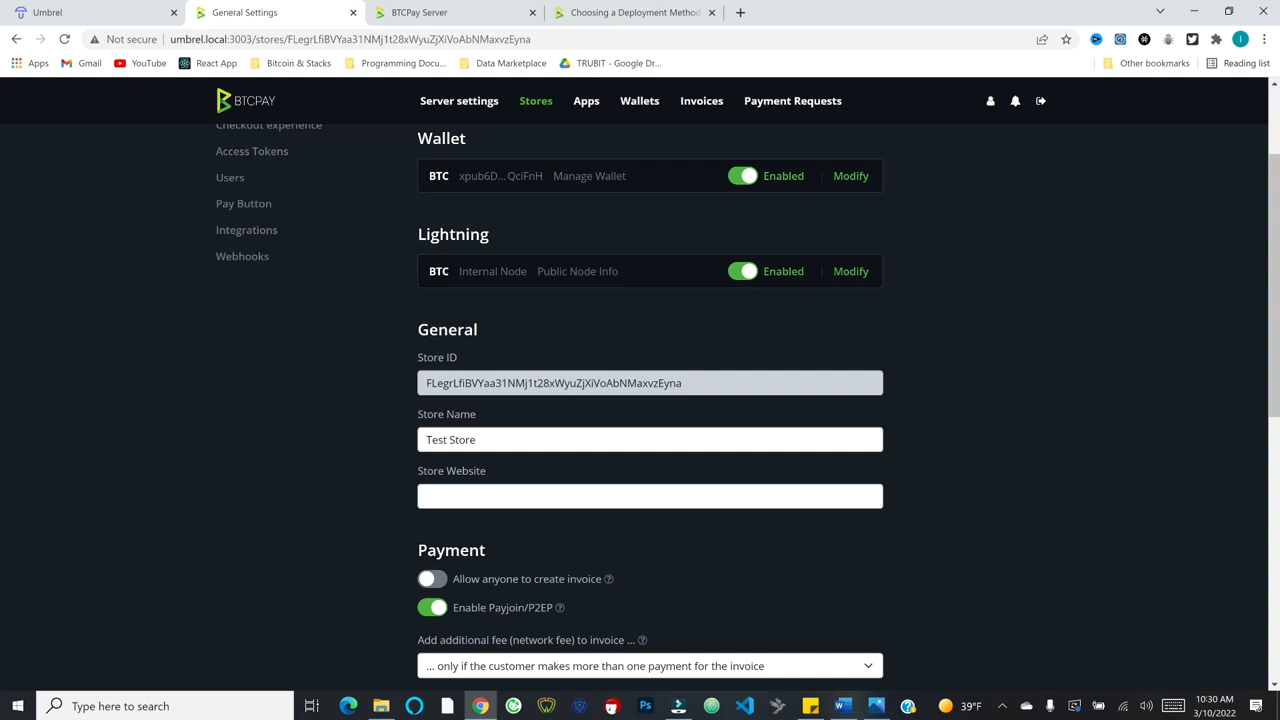 Umbrel
General Settings
BTCPay Server
Choosing a Deployment Method
Not secure
umbrel.local:3003/stores/FLegrLfiBVYaa31NMj1t28xWyuZjXiVoAbNMaxvzEyna
Apps
Gmail
YouTube
React App
Bitcoin & Stacks
Programming Docu...
Data Marketplace
TRUBIT - Google Dr...
Other bookmarks
Reading list
BTCPAY
Server settings
Stores
Apps
Wallets
Invoices
Payment Requests
Checkout experience
Access Tokens
Users
Pay Button
Integrations
Webhooks
Wallet
BTC xpub6D...QciFnH Manage Wallet Enabled Modify
Lightning
BTC Internal Node Public Node Info Enabled Modify
General
Store ID
FLegrLfiBVYaa31NMj1t28xWyuZjXiVoAbNMaxvzEyna
Store Name
Test Store
Store Website
Payment
Allow anyone to create invoice
Enable Payjoin/P2EP
Add additional fee (network fee) to invoice ...
... only if the customer makes more than one payment for the invoice
Type here to search
39°F
10:30 AM
3/10/2022